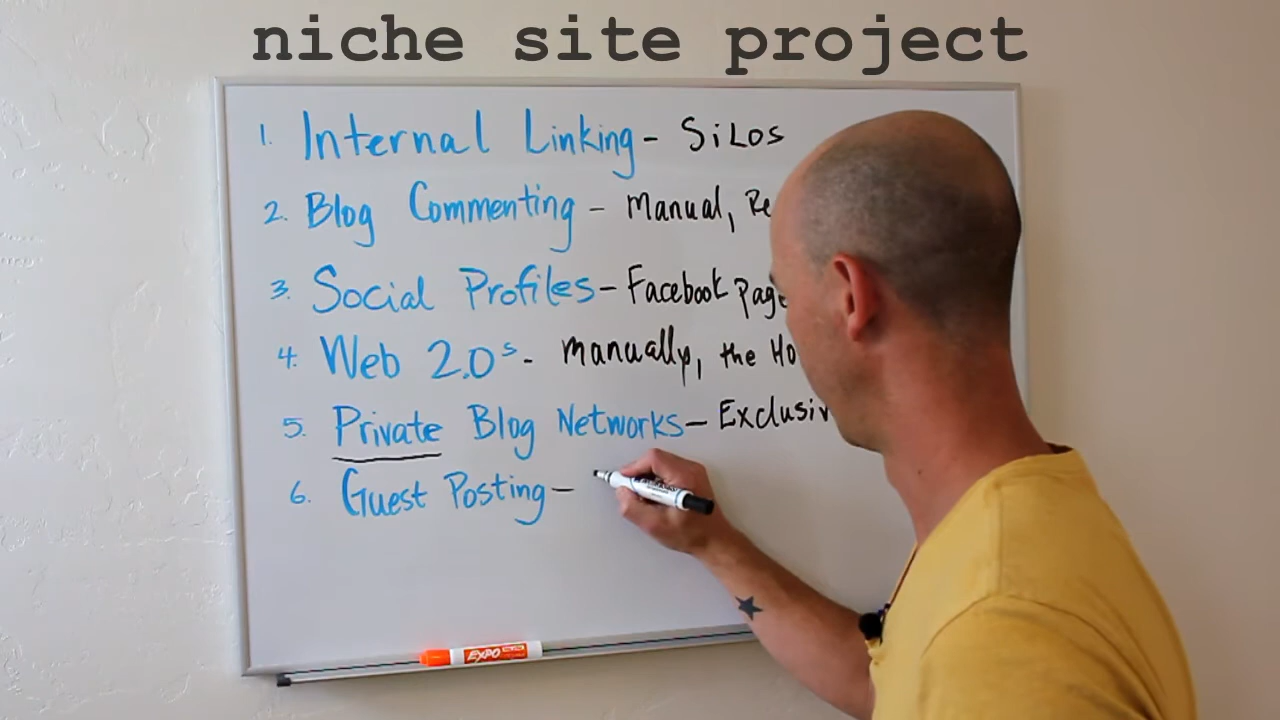 niche site project
1. Internal Linking - SiLos
2. Blog Commenting - Manual,
3. Social Profiles - Facebook
4. Web 2.0s - Manually, the
5. Private Blog Networks -
6. Guest Posting -
EXPO